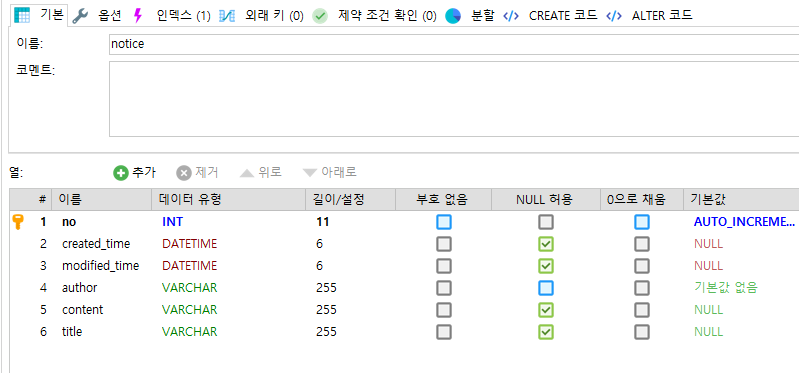 기본 옵션 인덱스 (1) 외래 키 (0) 제약 조건 확인 (0) 분할 CREATE 코드 ALTER 코드
이름: notice
코멘트:
열: 추가 제거 위로 아래로
# 이름 데이터 유형 길이/설정 부호 없음 NULL 허용 0으로 채움 기본값
1 no INT 11 AUTO_INCREME...
2 created_time DATETIME 6 NULL
3 modified_time DATETIME 6 NULL
4 author VARCHAR 255 기본값 없음
5 content VARCHAR 255 NULL
6 title VARCHAR 255 NULL